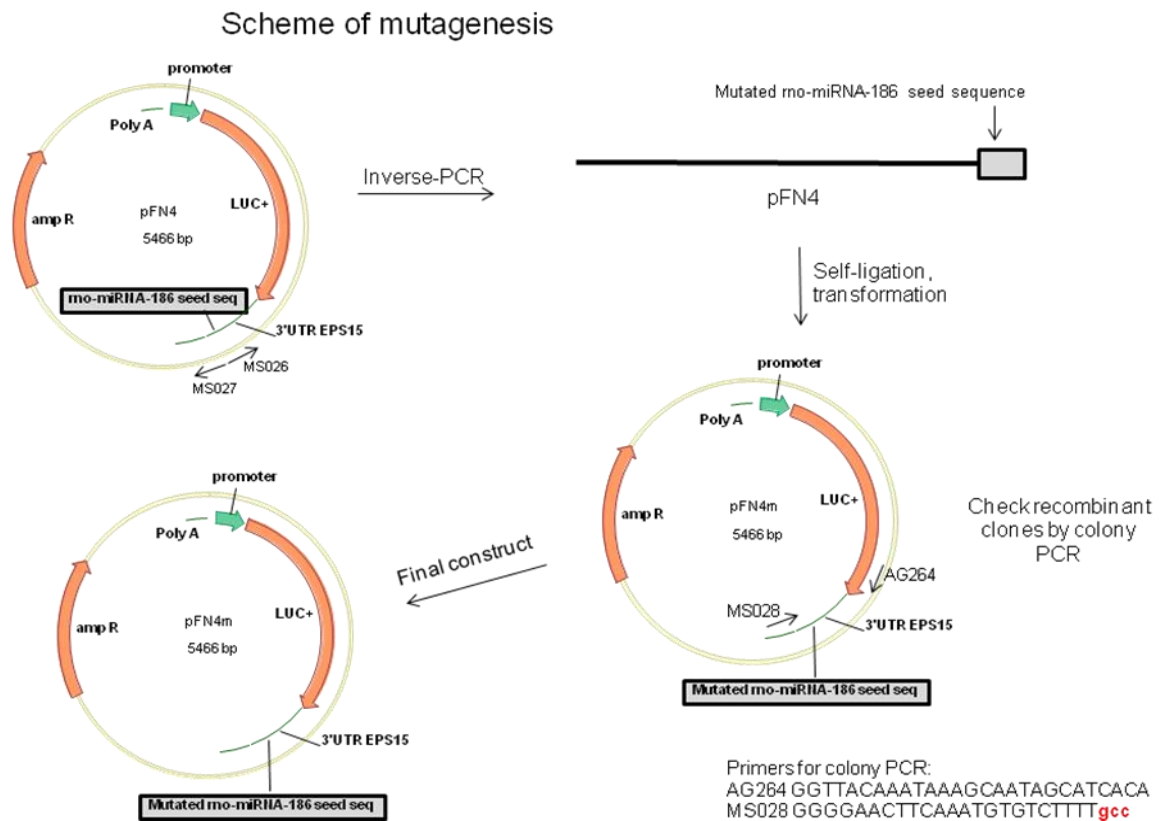 Scheme of mutagenesis
promoter
Poly A
amp R
LUC+
pFN4
5466 bp
rno-miRNA-186 seed seq
3'UTR EPS15
MS026
MS027
Inverse-PCR
Mutated rno-miRNA-186 seed sequence
pFN4
Self-ligation,
transformation
promoter
Poly A
amp R
LUC+
pFN4m
5466 bp
AG264
MS028
3'UTR EPS15
Mutated rno-miRNA-186 seed seq
Check recombinant
clones by colony
PCR
Final construct
promoter
Poly A
amp R
LUC+
pFN4m
5466 bp
3'UTR EPS15
Mutated rno-miRNA-186 seed seq
Primers for colony PCR:
AG264 GGTTACAAATAAAGCAATAGCATCACA
MS028 GGGGAACTTCAAATGTGTCTTTTgcc